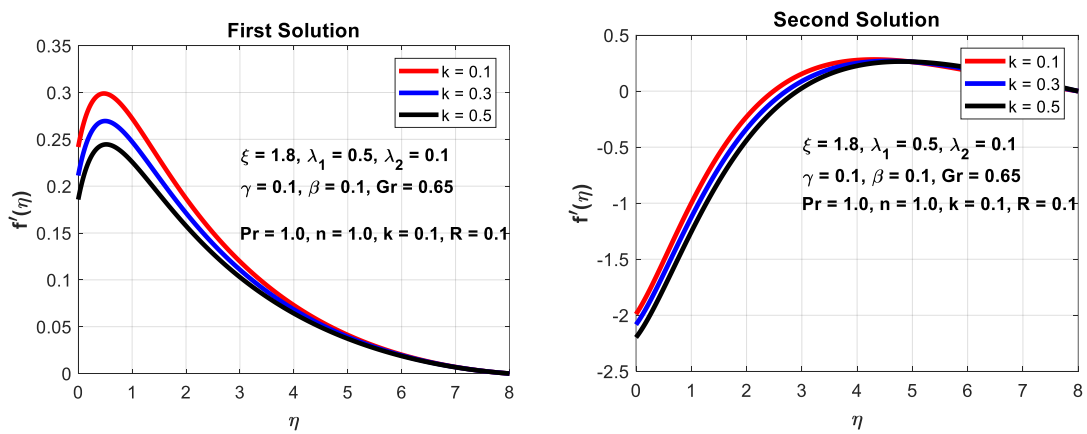 First Solution
0.35
0.3
0.25
0.2
0.15
0.1
0.05
0
f′(η)
k = 0.1
k = 0.3
k = 0.5
ξ = 1.8, λ1 = 0.5, λ2 = 0.1
γ = 0.1, β = 0.1, Gr = 0.65
Pr = 1.0, n = 1.0, k = 0.1, R = 0.1
0 1 2 3 4 5 6 7 8
η
Second Solution
0.5
0
-0.5
-1
-1.5
-2
-2.5
f′(η)
k = 0.1
k = 0.3
k = 0.5
ξ = 1.8, λ1 = 0.5, λ2 = 0.1
γ = 0.1, β = 0.1, Gr = 0.65
Pr = 1.0, n = 1.0, k = 0.1, R = 0.1
0 1 2 3 4 5 6 7 8
η